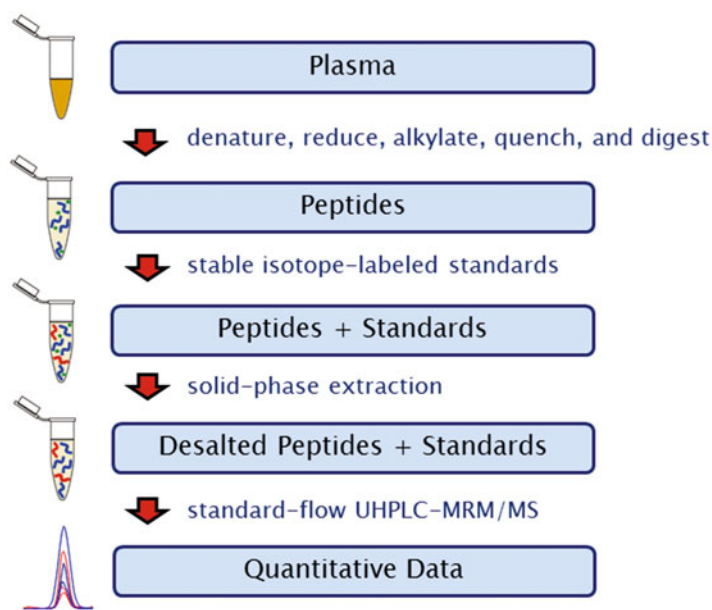 Plasma
denature, reduce, alkylate, quench, and digest
Peptides
stable isotope-labeled standards
Peptides + Standards
solid-phase extraction
Desalted Peptides + Standards
standard-flow UHPLC-MRM/MS
Quantitative Data